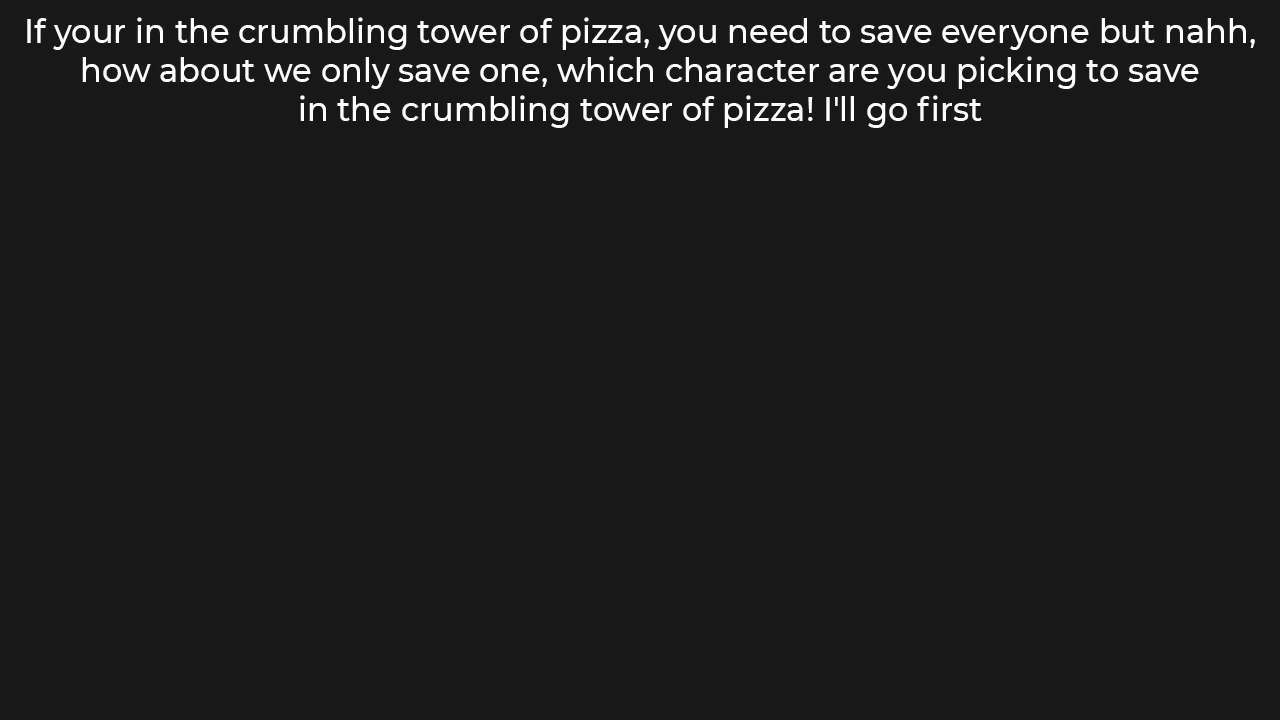 If your in the crumbling tower of pizza, you need to save everyone but nahh,
how about we only save one, which character are you picking to save
in the crumbling tower of pizza! I'll go first